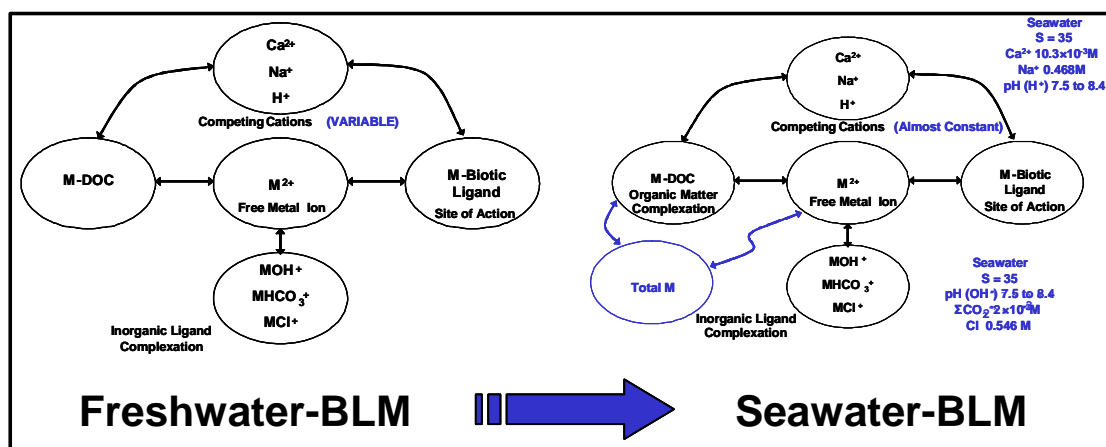 Ca2+
Na+
H+
Competing Cations (VARIABLE)
M-DOC
M2+
Free Metal Ion
M-Biotic
Ligand
Site of Action
MOH+
MHCO3+
MCl+
Inorganic Ligand
Complexation
Freshwater-BLM
Seawater
S = 35
Ca2+ 10.3×10-3M
Na+ 0.468M
pH (H+) 7.5 to 8.4
Ca2+
Na+
H+
Competing Cations (Almost Constant)
M-DOC
Organic Matter
Complexation
M2+
Free Metal Ion
M-Biotic
Ligand
Site of Action
Total M
MOH+
MHCO3+
MCl+
Inorganic Ligand
Complexation
Seawater
S = 35
pH (OH-) 7.5 to 8.4
ΣCO2
Cl 0.546 M
Seawater-BLM